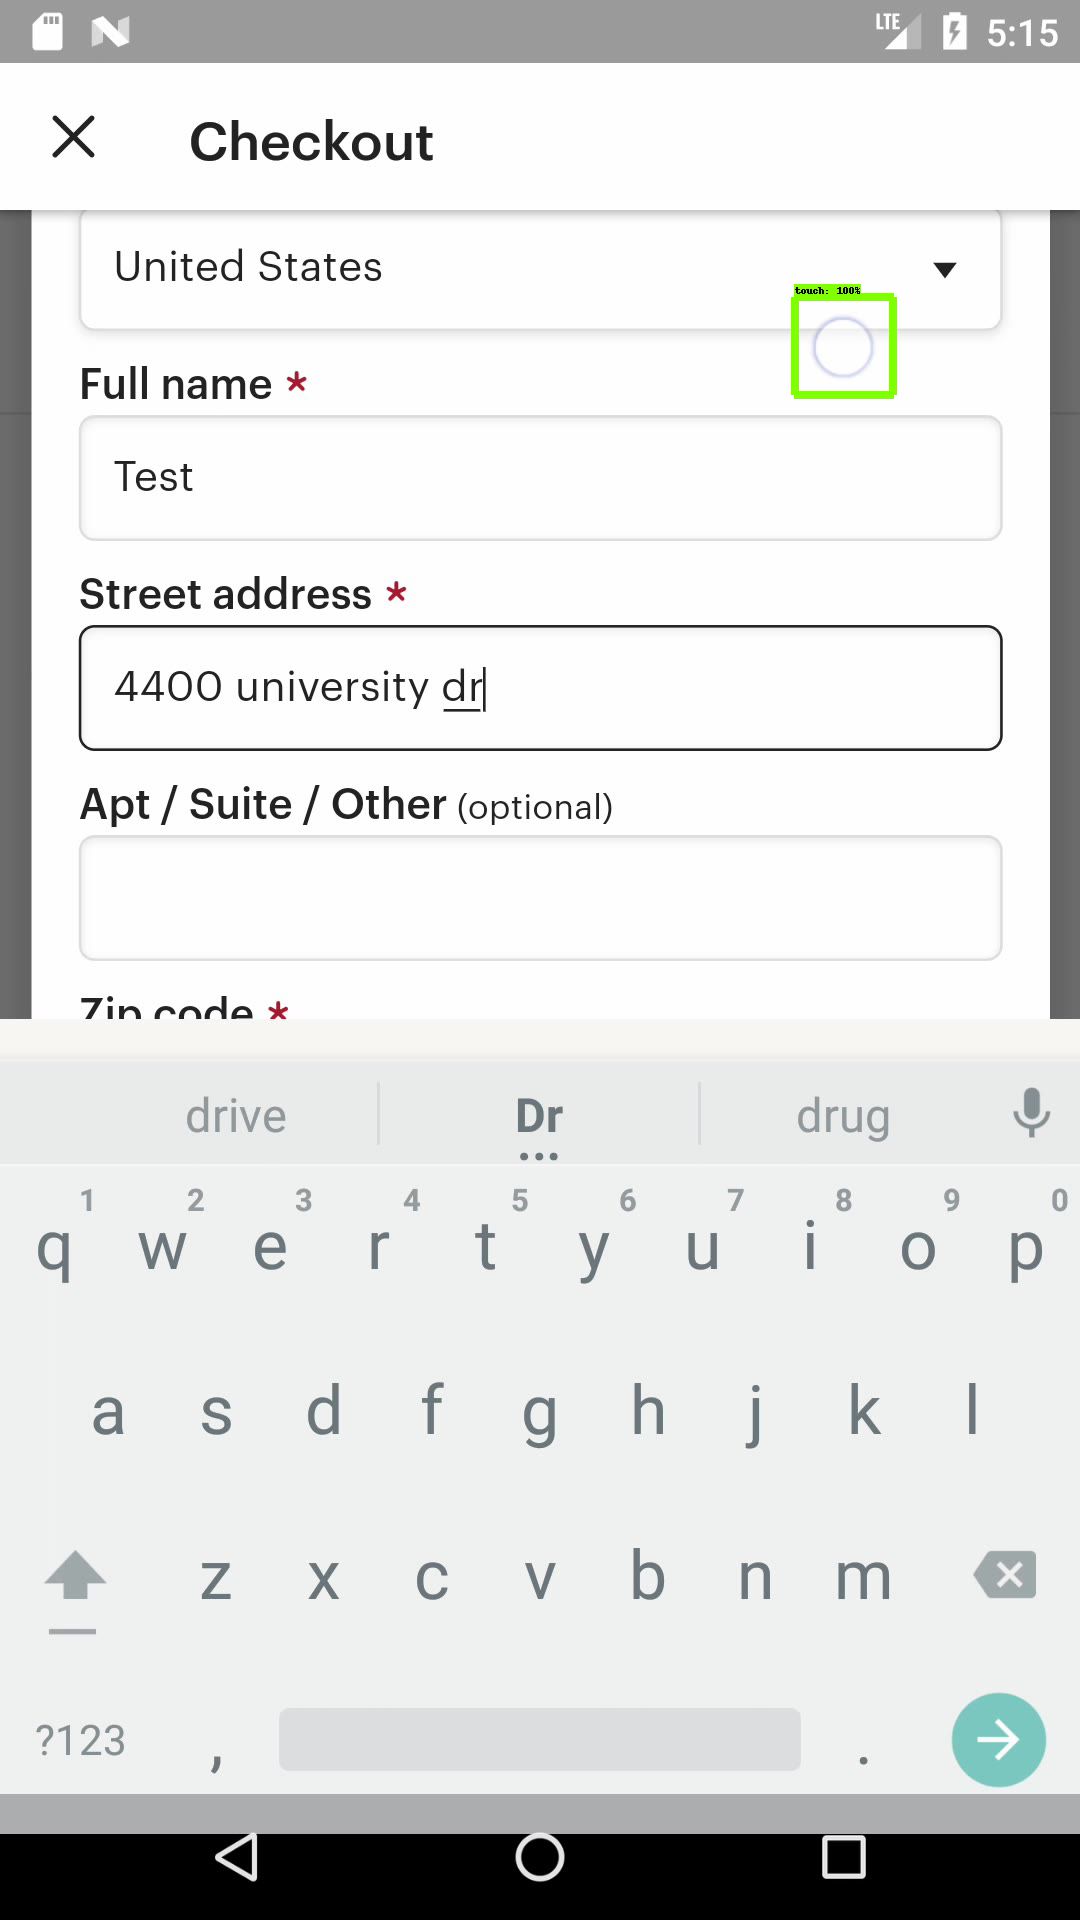 LTE 5:15
Checkout
touch: 100%
United States
Full name *
Test
Street address *
4400 university dr
Apt / Suite / Other (optional)
Zip code *
drive Dr drug
1 2 3 4 5 6 7 8 9 0
q w e r t y u i o p
a s d f g h j k l
z x c v b n m
?123 , .